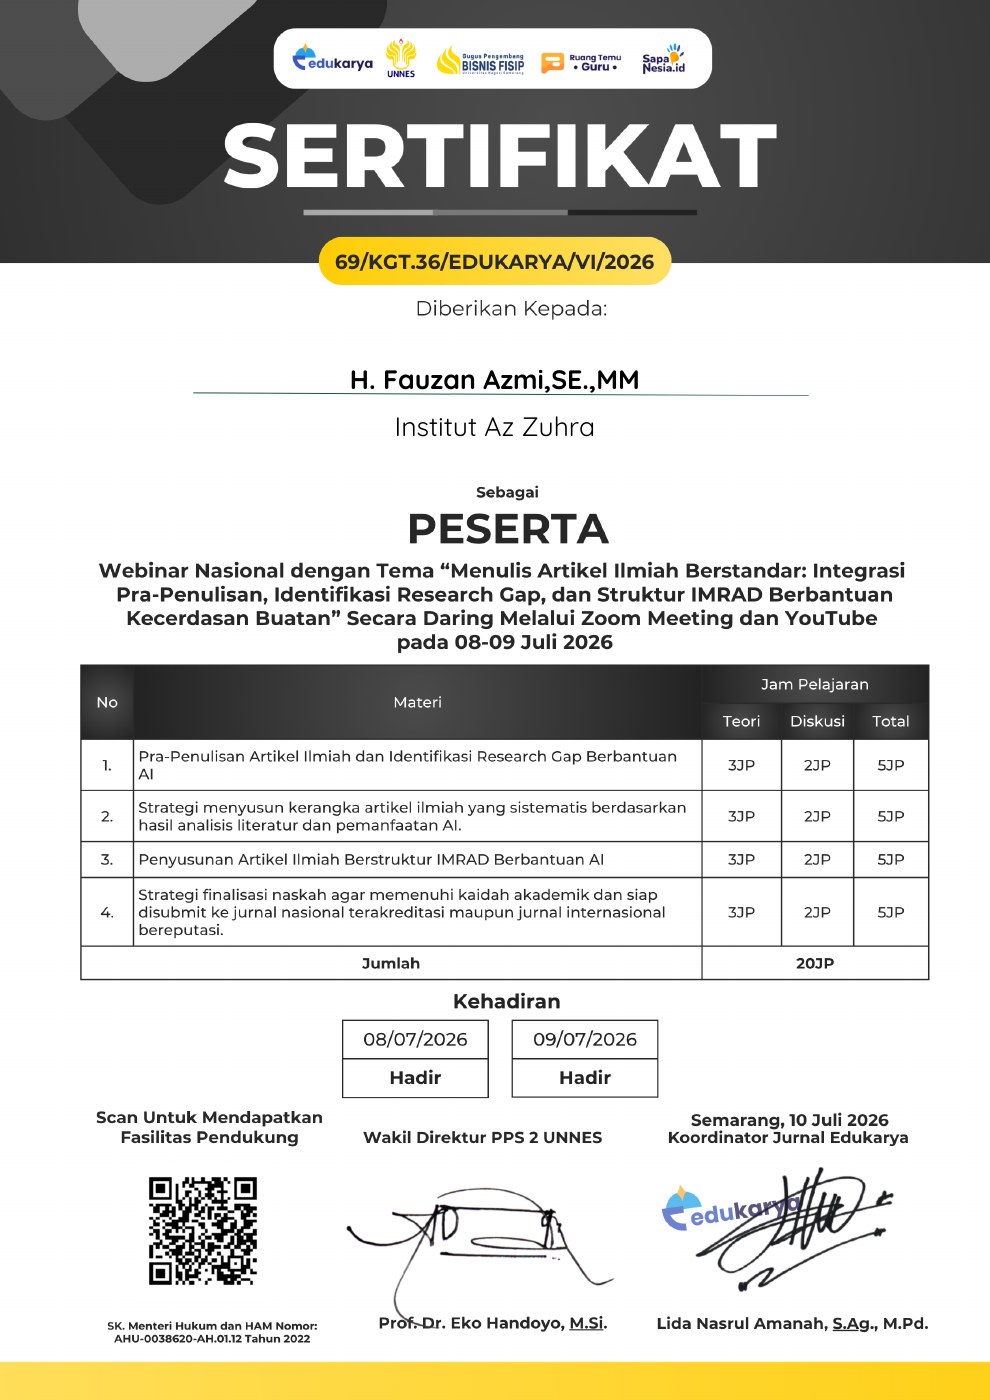 edukarya
UNNES
Gugus Pengembang
BISNIS FISIP
Universitas Negeri Semarang
Ruang Temu
• Guru •
Sapa
Nesia.id
SERTIFIKAT
69/KGT.36/EDUKARYA/VI/2026
Diberikan Kepada:
H. Fauzan Azmi,SE.,MM
Institut Az Zuhra
Sebagai
PESERTA
Webinar Nasional dengan Tema “Menulis Artikel Ilmiah Berstandar: Integrasi
Pra-Penulisan, Identifikasi Research Gap, dan Struktur IMRAD Berbantuan
Kecerdasan Buatan” Secara Daring Melalui Zoom Meeting dan YouTube
pada 08-09 Juli 2026
No Materi Jam Pelajaran
Teori Diskusi Total
1. Pra-Penulisan Artikel Ilmiah dan Identifikasi Research Gap Berbantuan
AI 3JP 2JP 5JP
2. Strategi menyusun kerangka artikel ilmiah yang sistematis berdasarkan
hasil analisis literatur dan pemanfaatan AI. 3JP 2JP 5JP
3. Penyusunan Artikel Ilmiah Berstruktur IMRAD Berbantuan AI 3JP 2JP 5JP
4. Strategi finalisasi naskah agar memenuhi kaidah akademik dan siap
disubmit ke jurnal nasional terakreditasi maupun jurnal internasional
bereputasi. 3JP 2JP 5JP
Jumlah 20JP
Kehadiran
08/07/2026 09/07/2026
Hadir Hadir
Scan Untuk Mendapatkan
Fasilitas Pendukung
Wakil Direktur PPS 2 UNNES
Semarang, 10 Juli 2026
Koordinator Jurnal Edukarya
edukarya
SK. Menteri Hukum dan HAM Nomor:
AHU-0038620-AH.01.12 Tahun 2022
Prof. Dr. Eko Handoyo, M.Si.
Lida Nasrul Amanah, S.Ag., M.Pd.